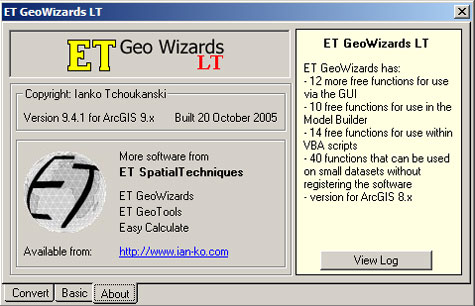 ET GeoWizards LT
ET Geo Wizards
LT
Copyright: Ianko Tchoukanski
Version 9.4.1 for ArcGIS 9.x Built 20 October 2005
ET
More software from
ET SpatialTechniques
ET GeoWizards
ET GeoTools
Easy Calculate
Available from: http://www.ian-ko.com
ET GeoWizards LT
ET GeoWizards has:
- 12 more free functions for use
via the GUI
- 10 free functions for use in the
Model Builder
- 14 free function for use within
VBA scripts
- 40 functions that can be used
on small datasets without
registering the software
- version for ArcGIS 8.x
View Log
Convert Basic About